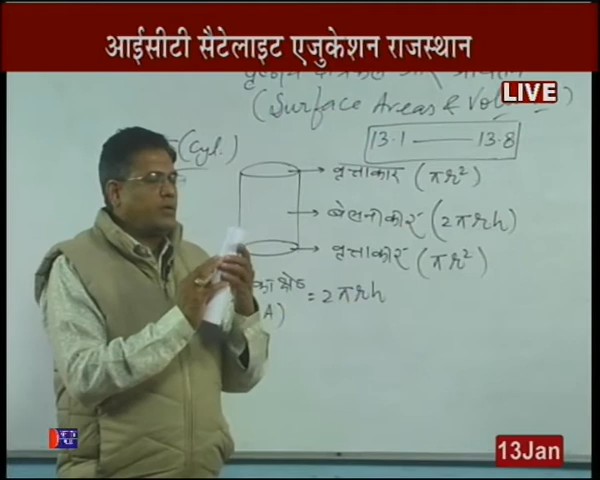 आईसीटी सैटेलाइट एजुकेशन राजस्थान
LIVE
(Surface Areas &
13.1 —— 13.8
(Cyl.)
वृत्ताकार (πr²)
बेलनाकार (2πrh)
वृत्ताकार (πr²)
= 2πrh
A)
13Jan